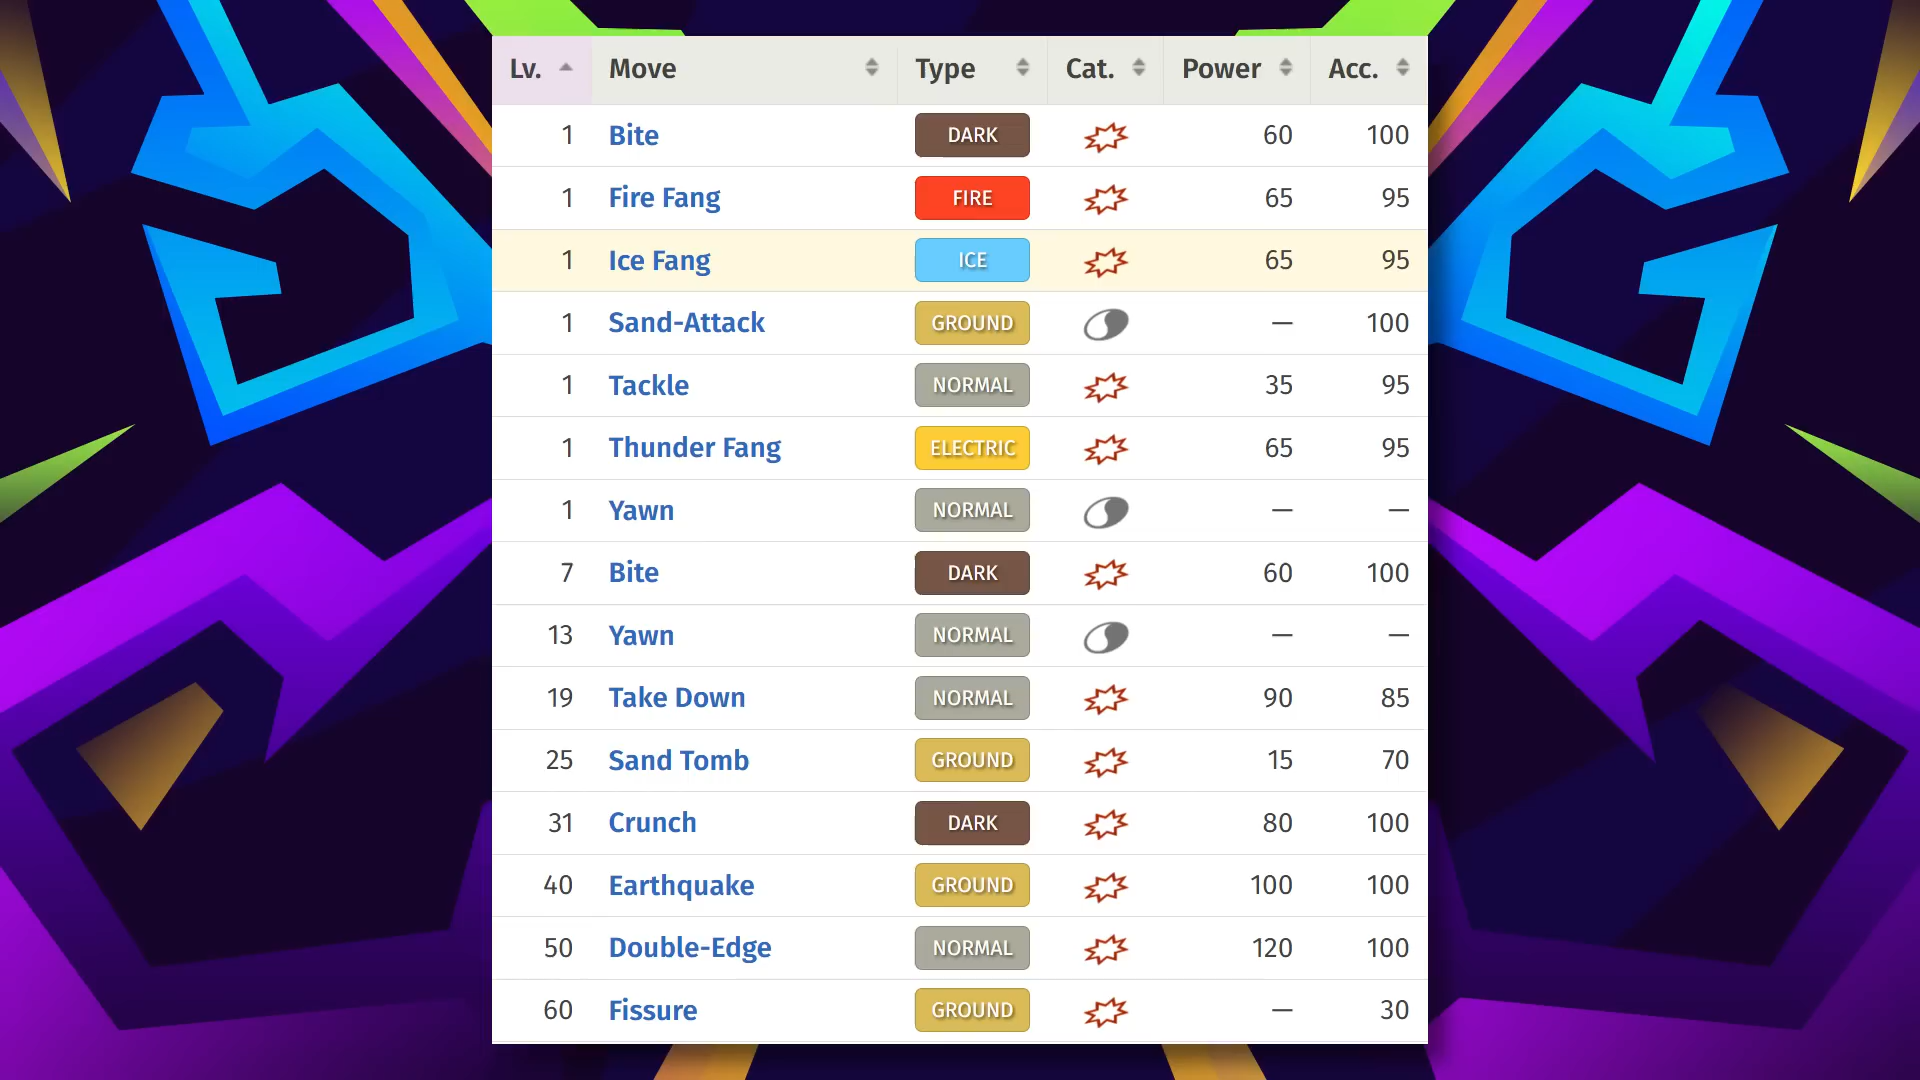 Lv. Move Type Cat. Power Acc.
1 Bite DARK 60 100
1 Fire Fang FIRE 65 95
1 Ice Fang ICE 65 95
1 Sand-Attack GROUND — 100
1 Tackle NORMAL 35 95
1 Thunder Fang ELECTRIC 65 95
1 Yawn NORMAL — —
7 Bite DARK 60 100
13 Yawn NORMAL — —
19 Take Down NORMAL 90 85
25 Sand Tomb GROUND 15 70
31 Crunch DARK 80 100
40 Earthquake GROUND 100 100
50 Double-Edge NORMAL 120 100
60 Fissure GROUND — 30